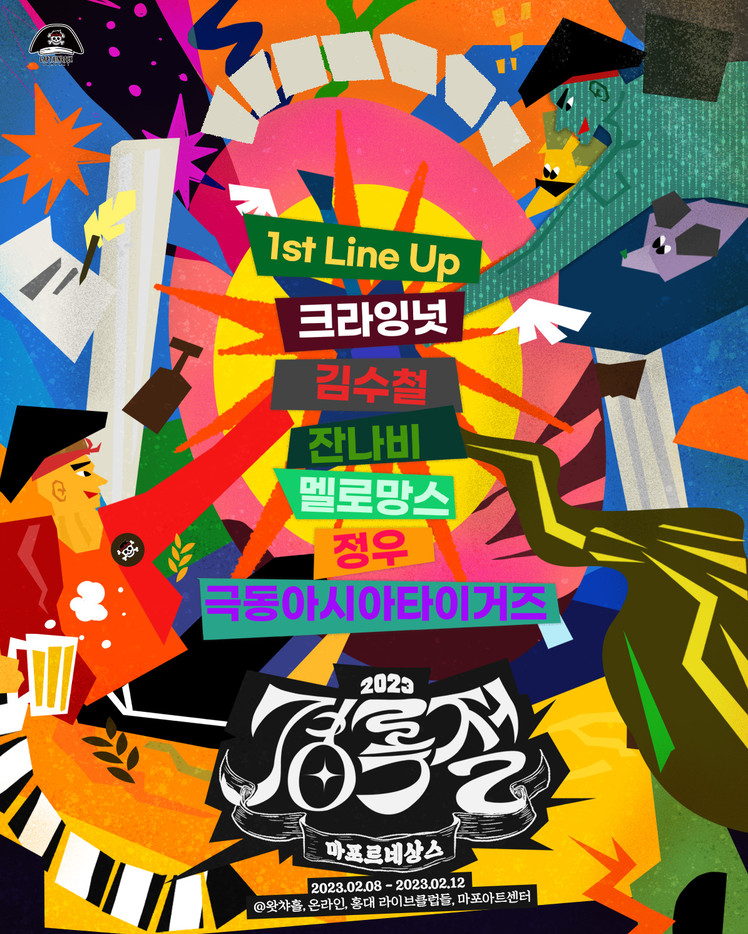 CAPTAINROCK
1st Line Up
크라잉넛
김수철
잔나비
멜로망스
정우
극동아시아타이거즈
2023
경록절
마포르네상스
2023.02.08 – 2023.02.12
@왓챠홀, 온라인, 홍대 라이브클럽들, 마포아트센터